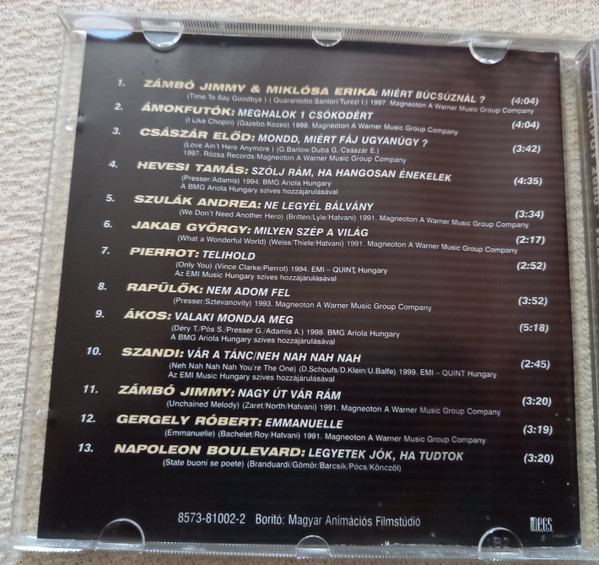 1. ZÁMBÓ JIMMY & MIKLÓSA ERIKA: MIÉRT BÚCSÚZNÁL ? (4:04)
(Time To Say Goodbye) ( Quarantotto Santori/Turzzi I.) 1997. Magneoton A Warner Music Group Company
2. ÁMOKFUTÓK: MEGHALOK 1 CSÓKODÉRT (4:04)
(I Like Chopin) (Gazebo.Kozso) 1998. Magneoton A Warner Music Group Company
3. CSÁSZÁR ELŐD: MONDD, MIÉRT FÁJ UGYANÚGY ? (3:42)
(Love Ain't Here Anymore ) (G.Barlow Duba G./Császár E.)
1997. Rózsa Records/Magneoton A Warner Music Group Company
4. HEVESI TAMÁS: SZÓLJ RÁM, HA HANGOSAN ÉNEKELEK (4:35)
(Presser/Adamis) 1994. BMG Ariola Hungary
A BMG Ariola Hungary szives hozzájárulásával
5. SZULÁK ANDREA: NE LEGYÉL BÁLVÁNY (3:34)
(We Don't Need Another Hero) (Britten/Lyle/Hatvani) 1991. Magneoton A Warner Music Group Company
6. JAKAB GYÖRGY: MILYEN SZÉP A VILÁG (2:17)
(What a Wonderful World) (Weiss/Thiele/Hatvani) 1991. Magneoton A Warner Music Group Company
7. PIERROT: TELIHOLD (2:52)
(Only You) (Vince Clarke/Pierrot) 1994. EMI – QUINT Hungary
Az EMI Music Hungary szives hozzájárulásával
8. RAPÜLŐK: NEM ADOM FEL (3:52)
(Presser/Sztevanovity) 1993. Magneoton A Warner Music Group Company
9. ÁKOS: VALAKI MONDJA MEG (5:18)
(Déry T./Pós S./Presser G./Adamis A.) 1998. BMG Ariola Hungary
A BMG Ariola Hungary szives hozzájárulásával
10. SZANDI: VÁR A TÁNC/NEH NAH NAH NAH (2:45)
(Neh Nah Nah Nah You're The One) (D.Schoufs/D.Klein/U.Balfe) 1999. EMI – QUINT Hungary
Az EMI Music Hungary szives hozzájárulásával
11. ZÁMBÓ JIMMY: NAGY ÚT VÁR RÁM (3:20)
(Unchained Melody) (Zaret/North/Hatvani) 1991. Magneoton A Warner Music Group Company
12. GERGELY RÓBERT: EMMANUELLE (3:19)
(Emmanuelle) (Bachelet/Roy/Hatvani) 1991. Magneoton A Warner Music Group Company
13. NAPOLEON BOULEVARD: LEGYETEK JÓK, HA TUDTOK (3:20)
(State buoni se poete) (Branduardi/Gömör/Barcsik/Pócs/Könczöl)
8573-81002-2 Borító: Magyar Animációs Filmstúdió